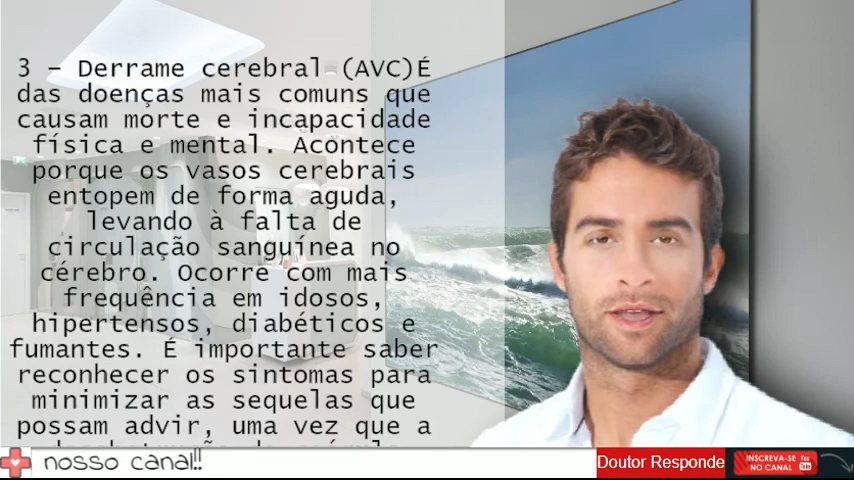 3 – Derrame cerebral (AVC)É
das doenças mais comuns que
causam morte e incapacidade
física e mental. Acontece
porque os vasos cerebrais
entopem de forma aguda,
levando à falta de
circulação sanguínea no
cérebro. Ocorre com mais
frequência em idosos,
hipertensos, diabéticos e
fumantes. É importante saber
reconhecer os sintomas para
minimizar as sequelas que
possam advir, uma vez que a
nosso canal!!
Doutor Responde
INSCREVA-SE
NO CANAL
You
Tube